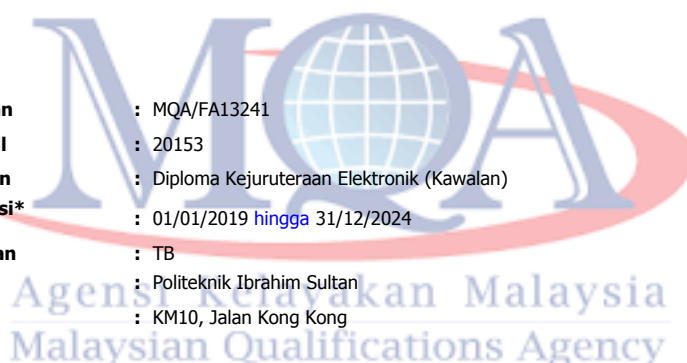 MQA
an : MQA/FA13241
l : 20153
n : Diploma Kejuruteraan Elektronik (Kawalan)
si*
: 01/01/2019 hingga 31/12/2024
an : TB
: Politeknik Ibrahim Sultan
Agensi Kelayakan Malaysia
: KM10, Jalan Kong Kong
Malaysian Qualifications Agency